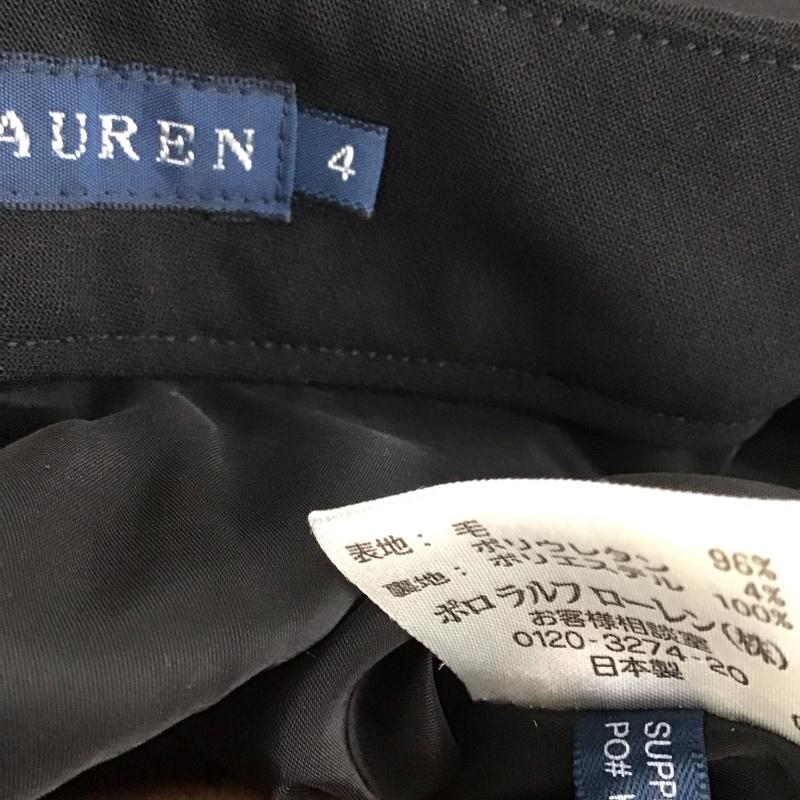 AUREN
4
表地: 毛 96%
ポリウレタン 4%
裏地: ポリエステル 100%
ポロ ラルフ ローレン(株)
お客様相談室
0120-3274-20
日本製
SUPP
PO#